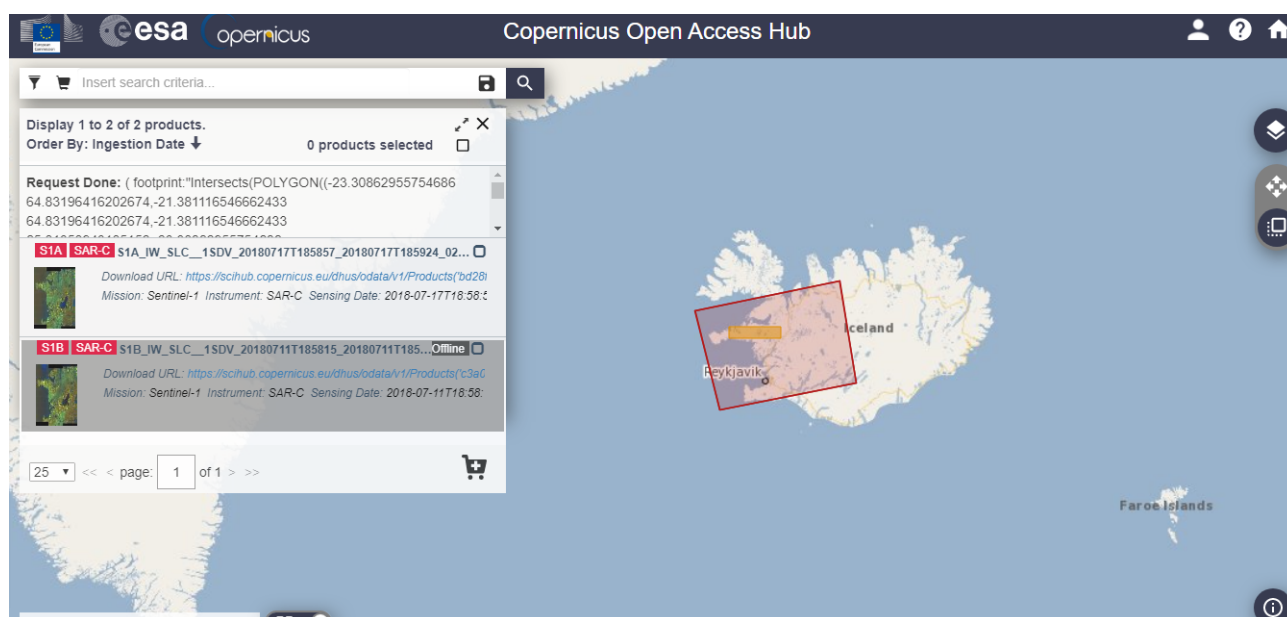 esa opernicus Copernicus Open Access Hub
Insert search criteria...
Display 1 to 2 of 2 products.
Order By: Ingestion Date 0 products selected
Request Done: ( footprint:"Intersects(POLYGON((-23.30862955754686
64.83196416202674,-21.381116546662433
64.83196416202674,-21.381116546662433
S1A SAR-C S1A_IW_SLC__1SDV_20180717T185857_20180717T185924_02...
Download URL: https://scihub.copernicus.eu/dhus/odata/v1/Products('bd28
Mission: Sentinel-1 Instrument: SAR-C Sensing Date: 2018-07-17T18:58:
S1B SAR-C S1B_IW_SLC__1SDV_20180711T185815_20180711T185... Offline
Download URL: https://scihub.copernicus.eu/dhus/odata/v1/Products('c3a
Mission: Sentinel-1 Instrument: SAR-C Sensing Date: 2018-07-11T18:58:
25 << < page: 1 of 1 > >>
Iceland
Reykjavik
Faroe Islands